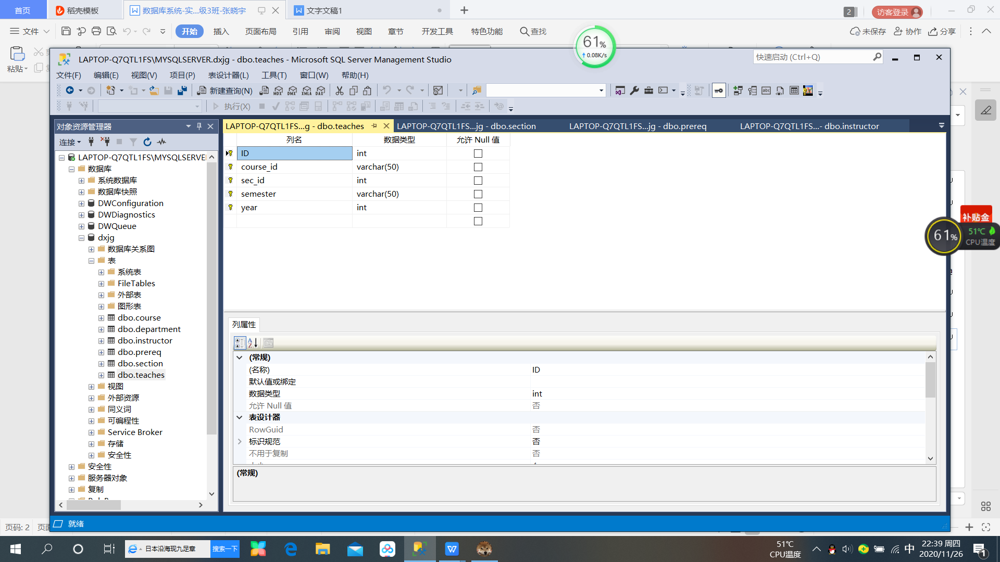 首页
稻壳模板
数据库系统-实...级3班-张晓宇
文字文稿1
2
访客登录
文件
开始
插入
页面布局
引用
审阅
视图
章节
开发工具
特色功能
查找
未保存
协作
分享
粘贴
61%
0.08K/s
LAPTOP-Q7QTL1FS\MYSQLSERVER.dxjg - dbo.teaches - Microsoft SQL Server Management Studio
快速启动 (Ctrl+Q)
文件(F)
编辑(E)
视图(V)
项目(P)
表设计器(L)
工具(T)
窗口(W)
帮助(H)
新建查询(N)
执行(X)
对象资源管理器
LAPTOP-Q7QTL1FS...g - dbo.teaches
LAPTOP-Q7QTL1FS...jg - dbo.section
LAPTOP-Q7QTL1FS...jg - dbo.prereq
LAPTOP-Q7QTL1FS...- dbo.instructor
连接
LAPTOP-Q7QTL1FS\MYSQLSERVE
数据库
系统数据库
数据库快照
DWConfiguration
DWDiagnostics
DWQueue
dxjg
数据库关系图
表
系统表
FileTables
外部表
图形表
dbo.course
dbo.department
dbo.instructor
dbo.prereq
dbo.section
dbo.teaches
视图
外部资源
同义词
可编程性
Service Broker
存储
安全性
安全性
服务器对象
复制
列名 数据类型 允许 Null 值
ID int
course_id varchar(50)
sec_id int
semester varchar(50)
year int
列属性
(常规)
(名称) ID
默认值或绑定
数据类型 int
允许 Null 值 否
表设计器
RowGuid 否
标识规范 否
不用于复制 否
(常规)
补贴金
61%
51℃
CPU温度
就绪
页码: 2
日本沿海现九足章
搜索一下
51℃
CPU温度
中
22:39 周四
2020/11/26
1